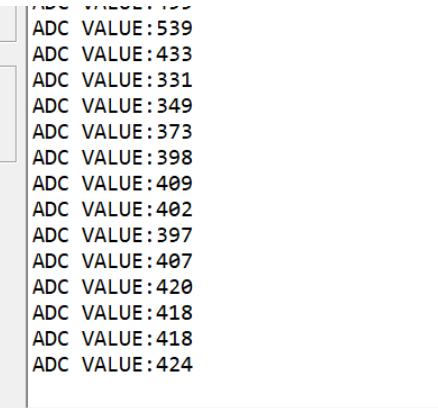 ADC VALUE:539
ADC VALUE:433
ADC VALUE:331
ADC VALUE:349
ADC VALUE:373
ADC VALUE:398
ADC VALUE:409
ADC VALUE:402
ADC VALUE:397
ADC VALUE:407
ADC VALUE:420
ADC VALUE:418
ADC VALUE:418
ADC VALUE:424